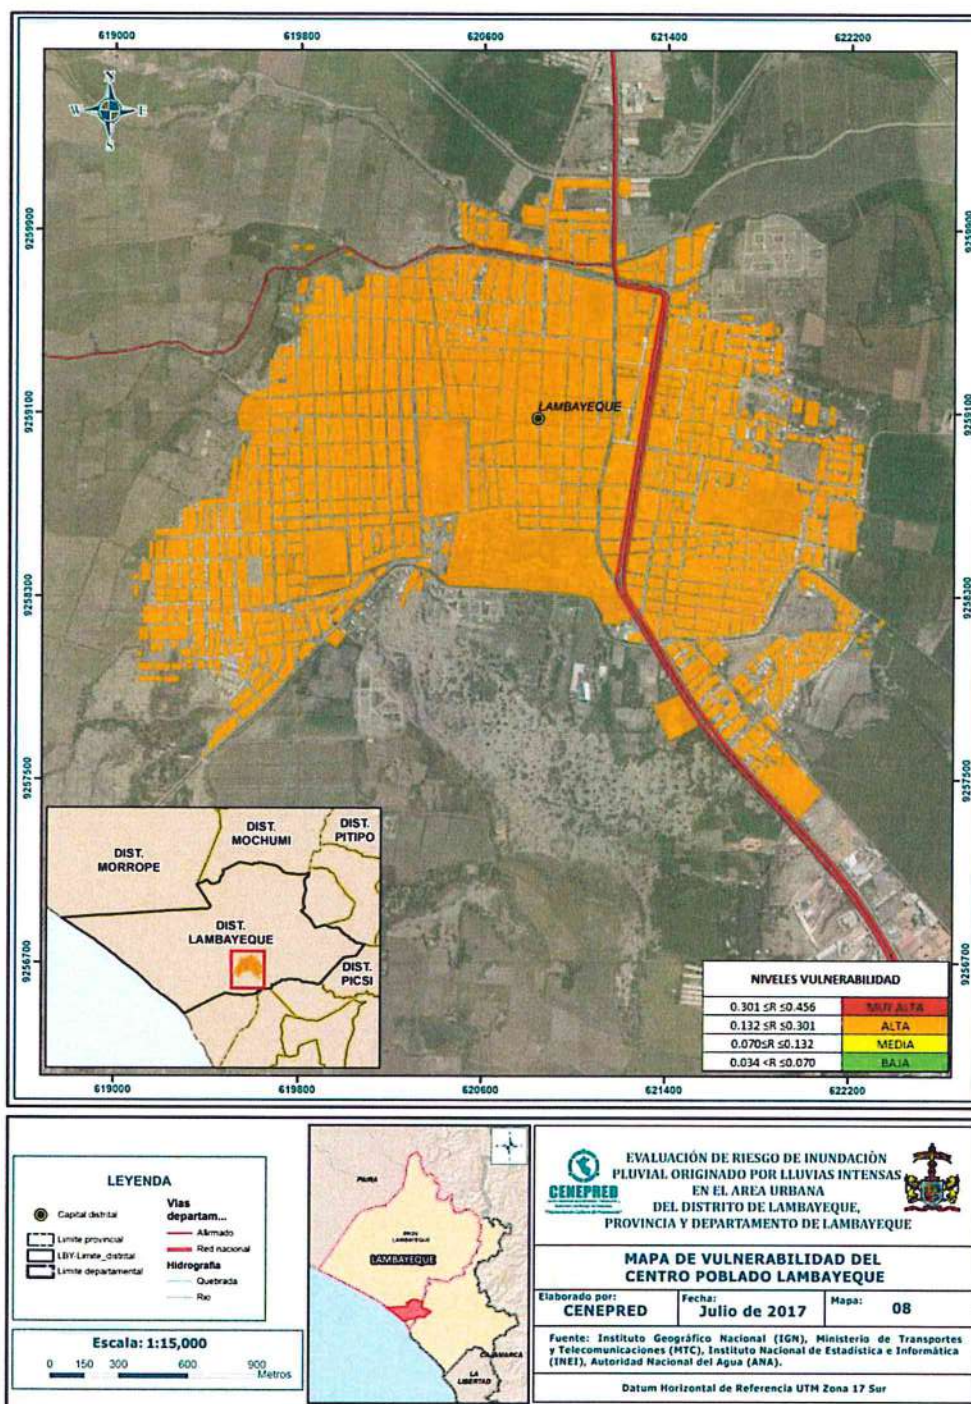 619000 619800 620600 621400 622200
N
W E
S
9259900 9259900
9259100 9259100
9258300 9258300
9257500 9257500
9256700 9256700
LAMBAYEQUE
DIST.
MORROPE
DIST.
MOCHUMI
DIST.
PITIPO
DIST.
LAMBAYEQUE
DIST.
PICSI
NIVELES VULNERABILIDAD
0.301 ≤R ≤0.456 MUY ALTA
0.132 ≤R ≤0.301 ALTA
0.070≤R ≤0.132 MEDIA
0.034 <R ≤0.070 BAJA
619000 619800 620600 621400 622200
LEYENDA
Capital distrital
Limite provincial
LBY-Limite_distrital
Limite departamental
Vias
departam...
Afirmado
Red nacional
Hidrografia
Quebrada
Rio
Escala: 1:15,000
0 150 300 600 900
Metros
PIURA
LAMBAYEQUE
LAMBAYEQUE
CAJAMARCA
LA
LIBERTAD
CENEPRED
EVALUACIÓN DE RIESGO DE INUNDACIÓN
PLUVIAL ORIGINADO POR LLUVIAS INTENSAS
EN EL AREA URBANA
DEL DISTRITO DE LAMBAYEQUE,
PROVINCIA Y DEPARTAMENTO DE LAMBAYEQUE
MAPA DE VULNERABILIDAD DEL
CENTRO POBLADO LAMBAYEQUE
Elaborado por:
CENEPRED
Fecha:
Julio de 2017
Mapa: 08
Fuente: Instituto Geográfico Nacional (IGN), Ministerio de Transportes
y Telecomunicaciones (MTC), Instituto Nacional de Estadística e Informática
(INEI), Autoridad Nacional del Agua (ANA).
Datum Horizontal de Referencia UTM Zona 17 Sur